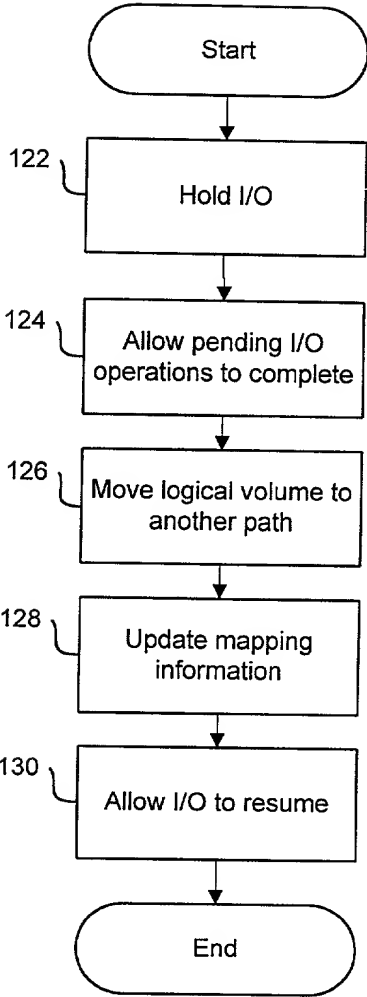 Start
122
Hold I/O
124
Allow pending I/O
operations to complete
126
Move logical volume to
another path
128
Update mapping
information
130
Allow I/O to resume
End